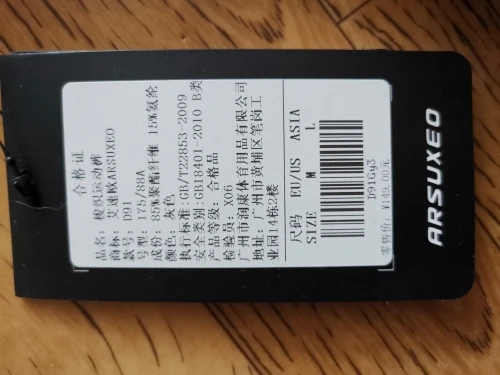 合格证
品名: 梭织运动裤
商标: 艾速欧ARSUXEO
款号: D91
号型: 175/88A
成份: 85%聚酯纤维 15%氨纶
颜色: 灰色
执行标准:GB/T22853-2009
安全类别:GB18401-2010 B类
产品等级: 合格品
检验员: X06
广州市润康体育用品有限公司
地址: 广州市黄埔区笔岗工
业园14栋2楼
尺码 EU/US ASIA
SIZE M L
D91Gy3
零售价: ¥149.00元
ARSUXEO